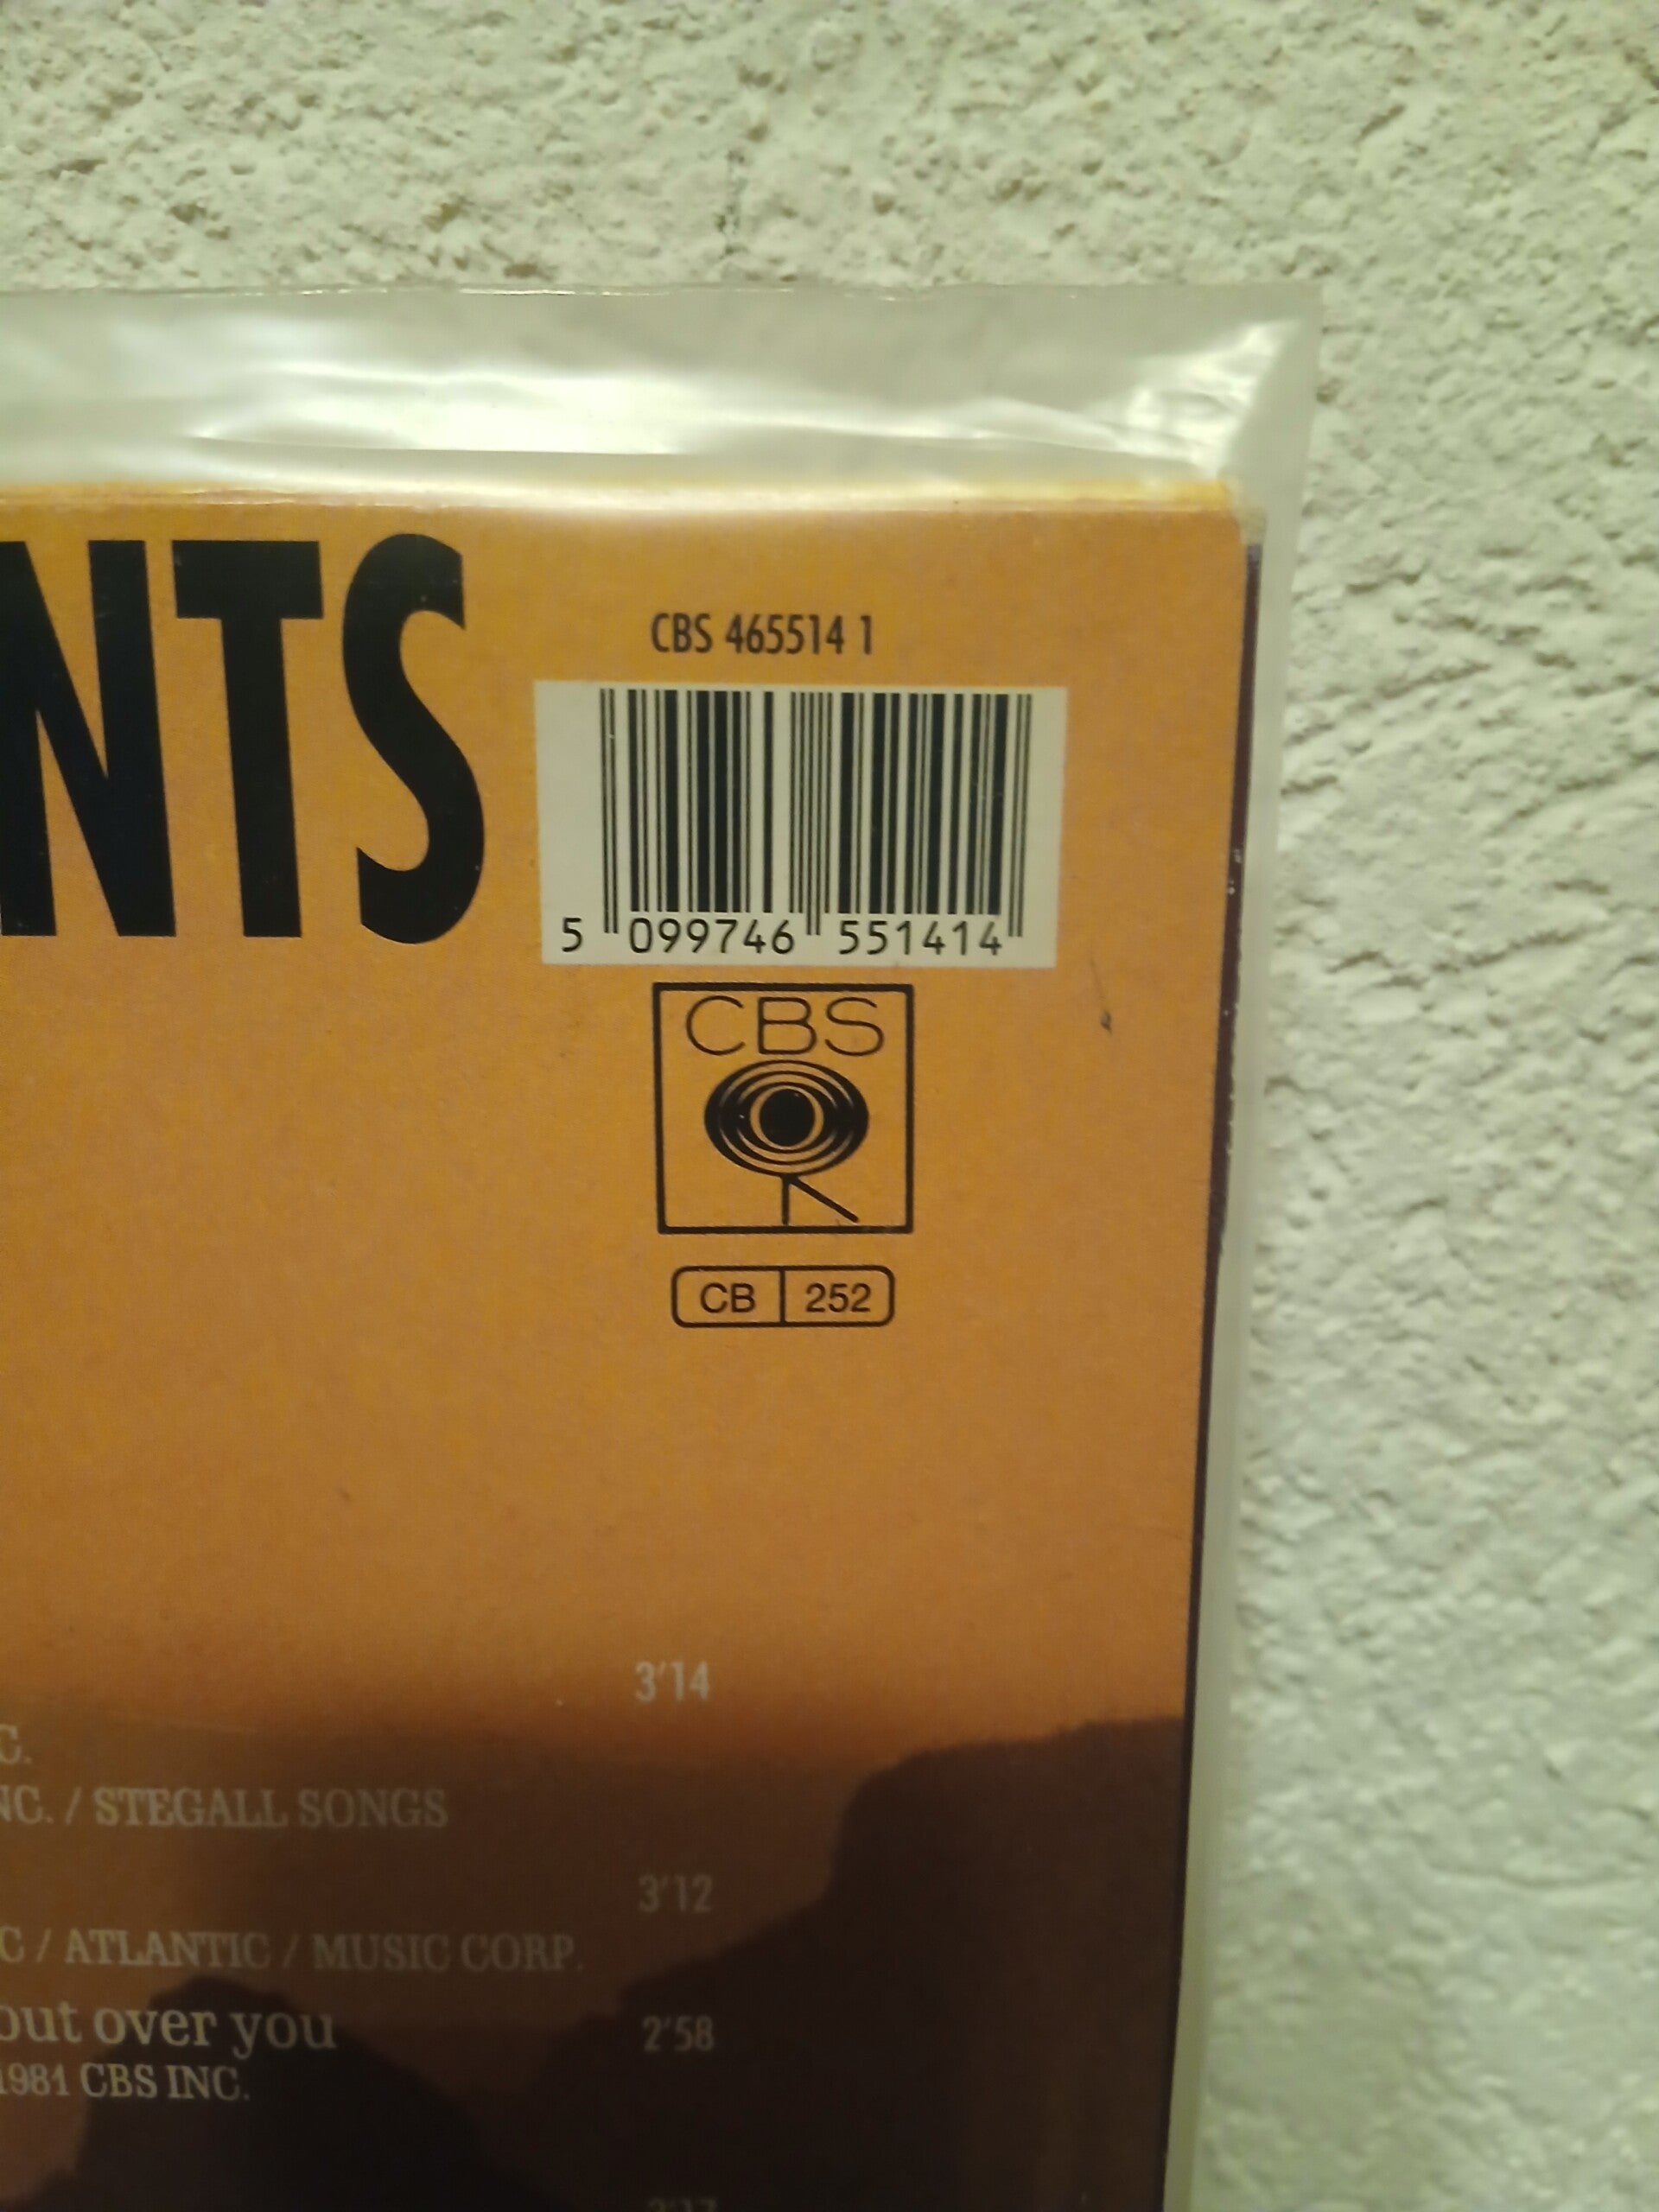 NTS
CBS 465514 1
5 099746 551414
CBS
CB 252
3'14
C.
NC. / STEGALL SONGS
3'12
C / ATLANTIC / MUSIC CORP.
out over you 2'58
1981 CBS INC.